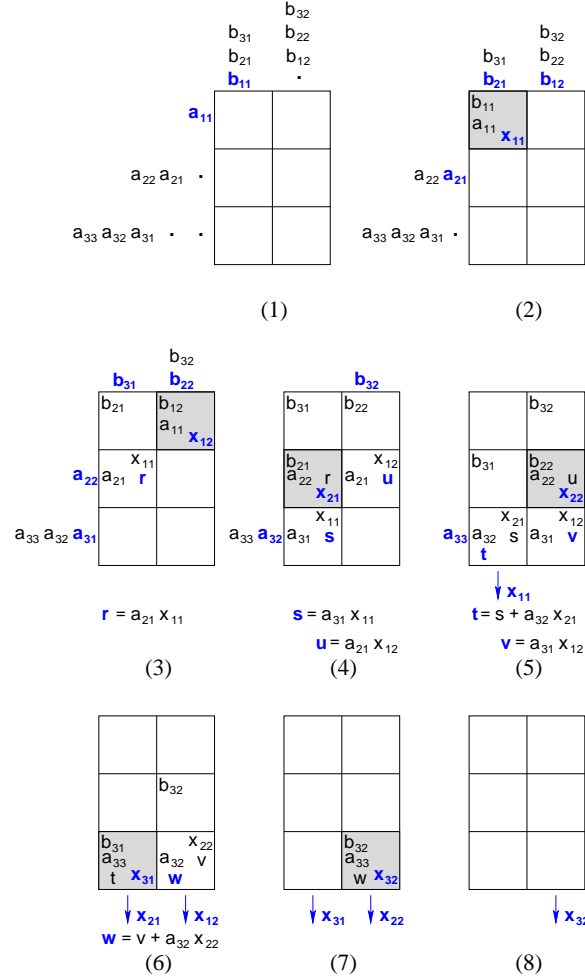 b₃₂
b₃₁ b₂₂
b₂₁ b₁₂
b₁₁ .
a₁₁
a₂₂ a₂₁ .
a₃₃ a₃₂ a₃₁ . .
(1)
b₃₂
b₃₁ b₂₂
b₂₁ b₁₂
b₁₁
a₁₁ x₁₁
a₂₂ a₂₁
a₃₃ a₃₂ a₃₁ .
(2)
b₃₂
b₃₁ b₂₂
b₂₁ b₁₂
a₁₁ x₁₂
x₁₁
a₂₂ a₂₁ r
a₃₃ a₃₂ a₃₁
r = a₂₁ x₁₁
(3)
b₃₂
b₃₁ b₂₂
b₂₁ x₁₂
a₂₂ r a₂₁ u
x₂₁
x₁₁
a₃₃ a₃₂ a₃₁ s
s = a₃₁ x₁₁
u = a₂₁ x₁₂
(4)
b₃₂
b₃₁ b₂₂
a₂₂ u
x₂₂
x₂₁ x₁₂
a₃₃ a₃₂ s a₃₁ v
t
x₁₁
t = s + a₃₂ x₂₁
v = a₃₁ x₁₂
(5)
b₃₂
b₃₁ x₂₂
a₃₃ a₃₂ v
t x₃₁ w
x₂₁ x₁₂
w = v + a₃₂ x₂₂
(6)
b₃₂
a₃₃
w x₃₂
x₃₁ x₂₂
(7)
x₃₂
(8)